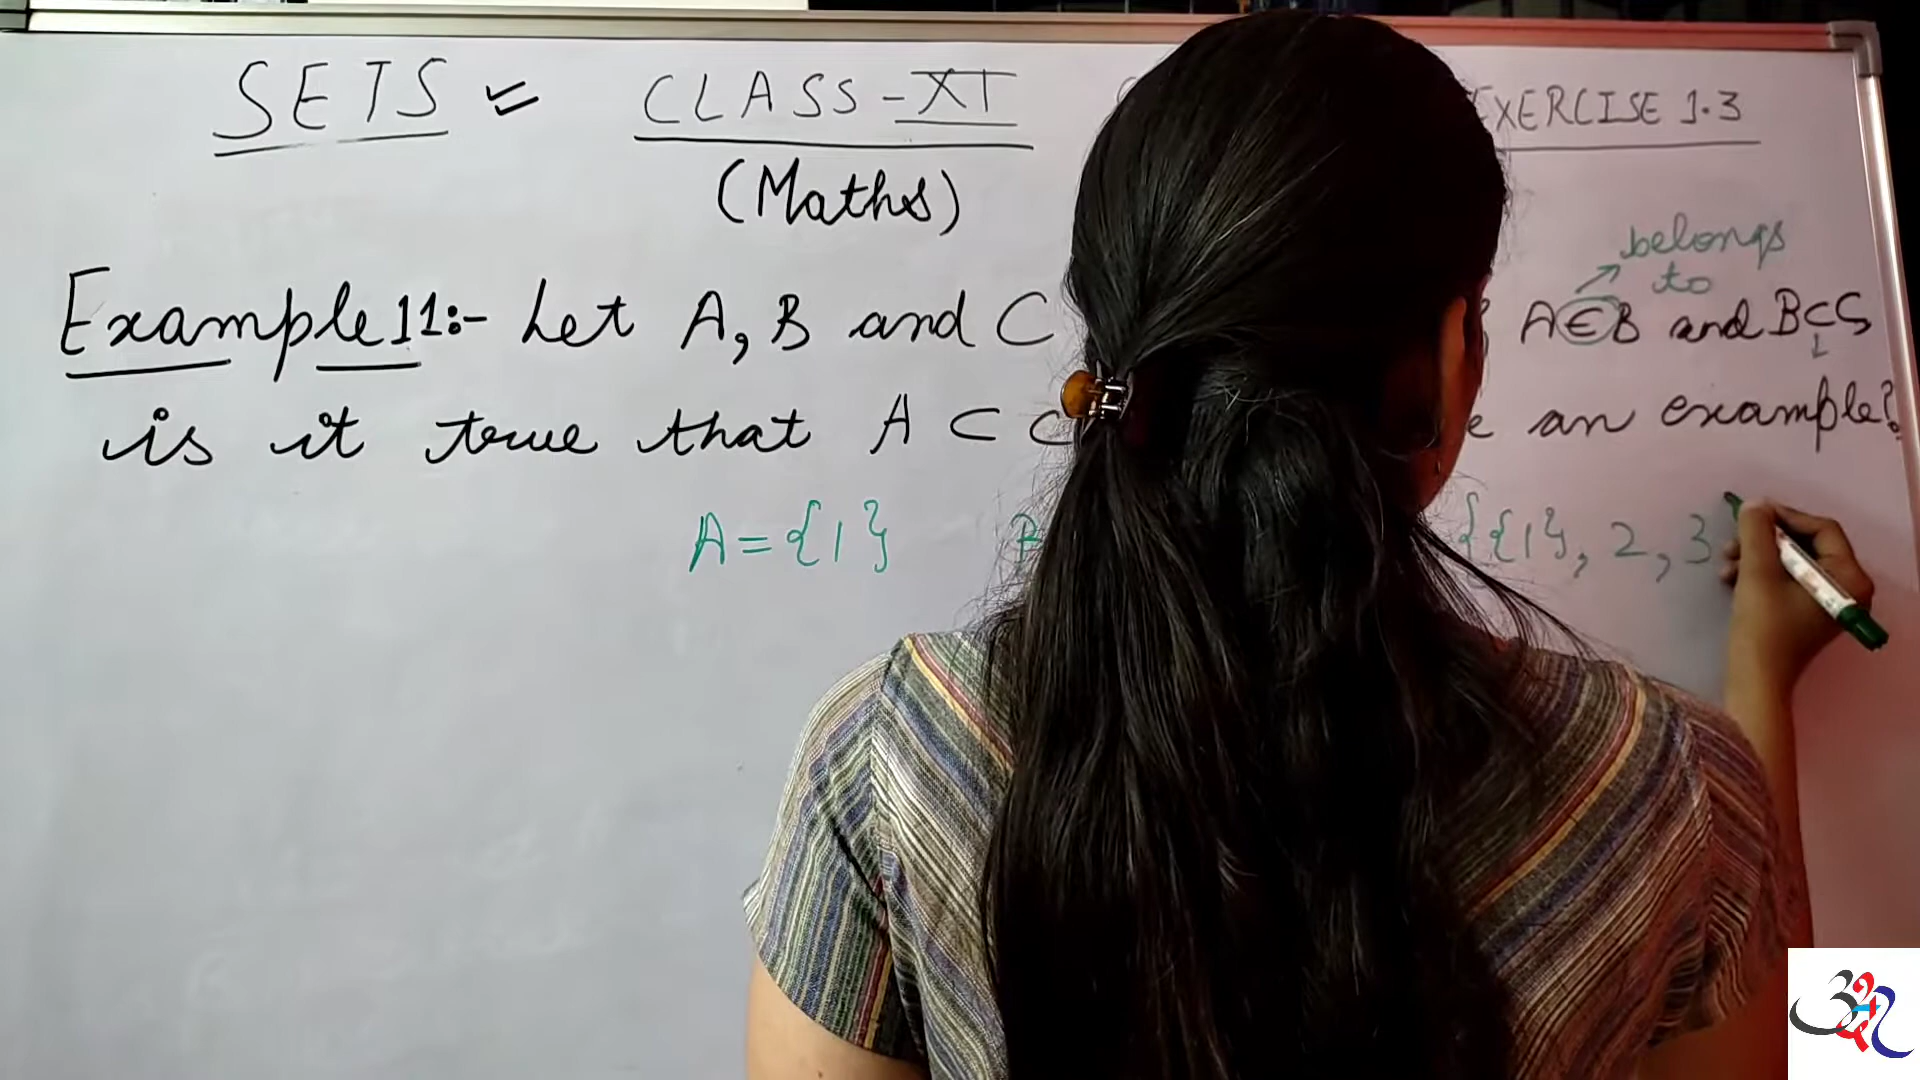 SETS CLASS-XI EXERCISE 1.3
(Maths)
belongs
to
Example 11:- Let A, B and C A∈B and B⊂C
is it true that A ⊂ C an example?
A={1} B {{1}, 2, 3